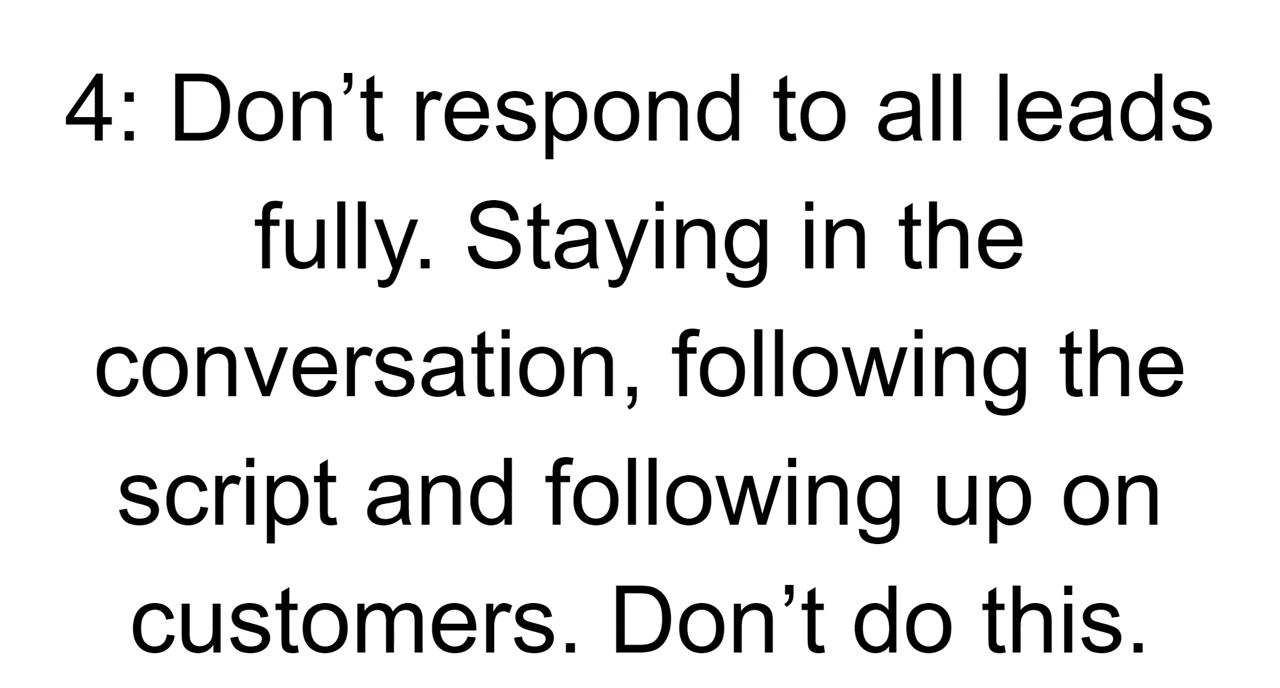 4: Don’t respond to all leads
fully. Staying in the
conversation, following the
script and following up on
customers. Don’t do this.